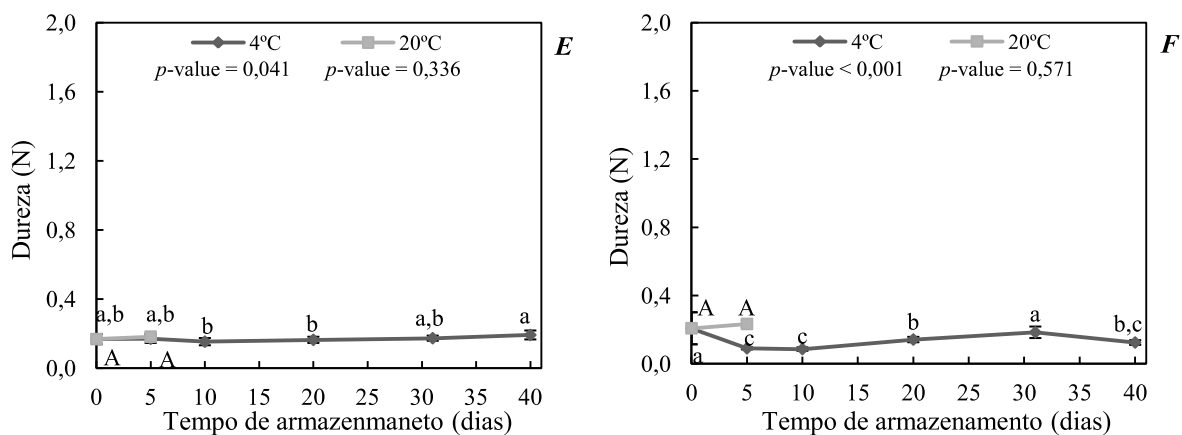 2,0
1,6
1,2
0,8
0,4
0,0
Dureza (N)
4ºC 20ºC
p-value = 0,041 p-value = 0,336
E
a,b a,b b b a,b a
A A
0 5 10 15 20 25 30 35 40
Tempo de armazenmaneto (dias)
2,0
1,6
1,2
0,8
0,4
0,0
Dureza (N)
4ºC 20ºC
p-value < 0,001 p-value = 0,571
F
A A
a c c b a b,c
0 5 10 15 20 25 30 35 40
Tempo de armazenamento (dias)